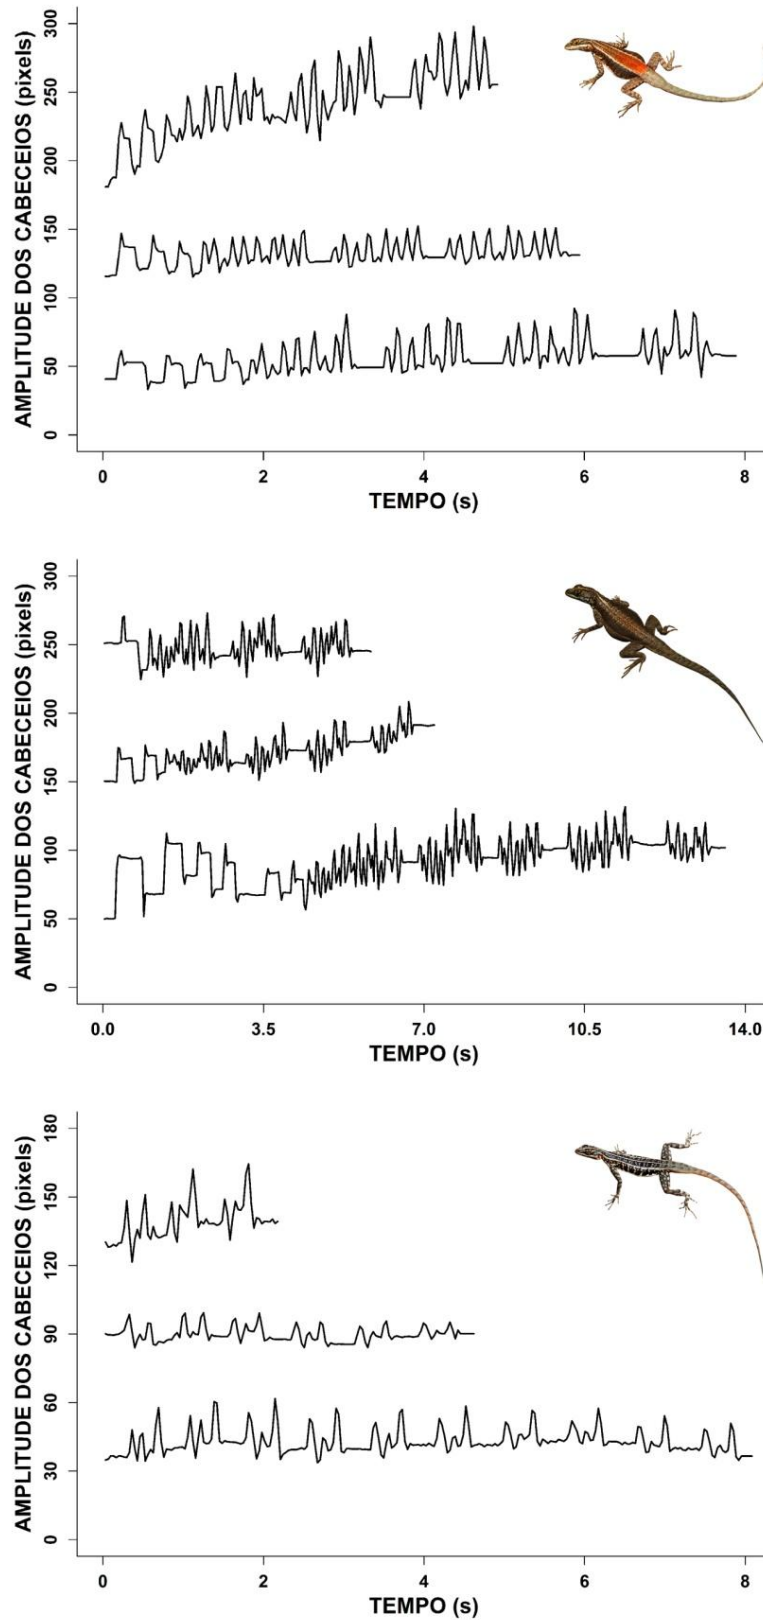 AMPLITUDE DOS CABECEIOS (pixels)
300
250
200
150
100
50
0
0 2 4 6 8
TEMPO (s)
AMPLITUDE DOS CABECEIOS (pixels)
300
250
200
150
100
50
0
0.0 3.5 7.0 10.5 14.0
TEMPO (s)
AMPLITUDE DOS CABECEIOS (pixels)
180
150
120
90
60
30
0
0 2 4 6 8
TEMPO (s)